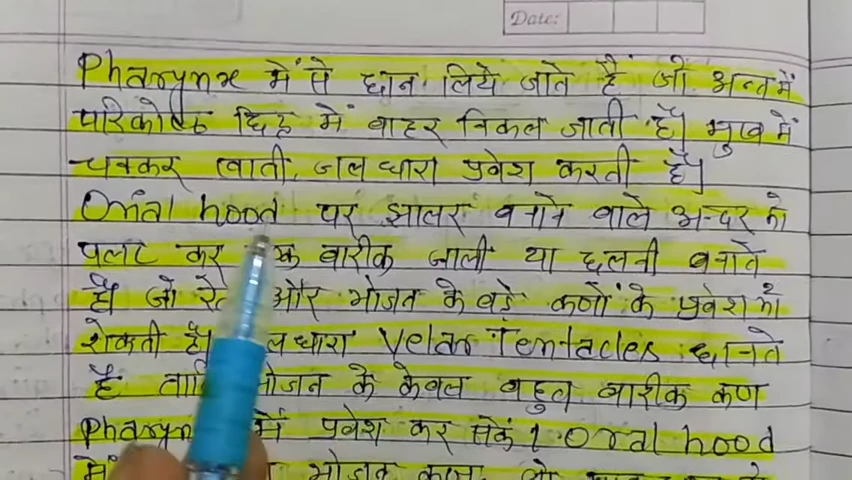 Date:
Pharynx में से छान लिये जाते हैं जो अन्त में
परिकोष्ठ छिद्र में बाहर निकल जाती है। मुख में
चक्कर खाती, जलधारा प्रवेश करती है।
Oral hood पर झालर बनाने वाले अन्दर को
पलट कर बारीक जाली या छलनी बनाते
है। जो और भोजन के बड़े कणों के प्रवेश को
रोकती है। Velar Tentacles छानते
है भोजन के केवल बहुत बारीक कण
में प्रवेश कर सकें। Oral hood
में भोजन